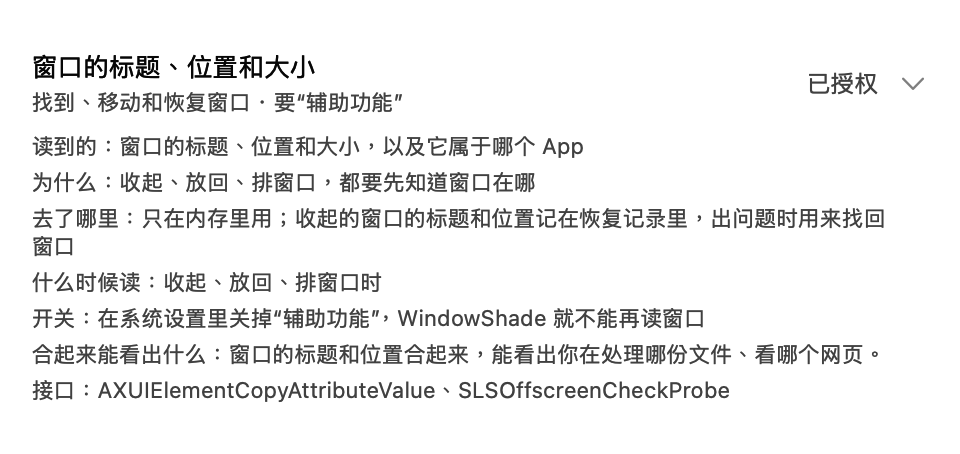 窗口的标题、位置和大小
已授权
找到、移动和恢复窗口·要“辅助功能”
读到的：窗口的标题、位置和大小，以及它属于哪个 App
为什么：收起、放回、排窗口，都要先知道窗口在哪
去了哪里：只在内存里用；收起的窗口的标题和位置记在恢复记录里，出问题时用来找回
窗口
什么时候读：收起、放回、排窗口时
开关：在系统设置里关掉“辅助功能”，WindowShade 就不能再读窗口
合起来能看出什么：窗口的标题和位置合起来，能看出你在处理哪份文件、看哪个网页。
接口：AXUIElementCopyAttributeValue、SLSOffscreenCheckProbe